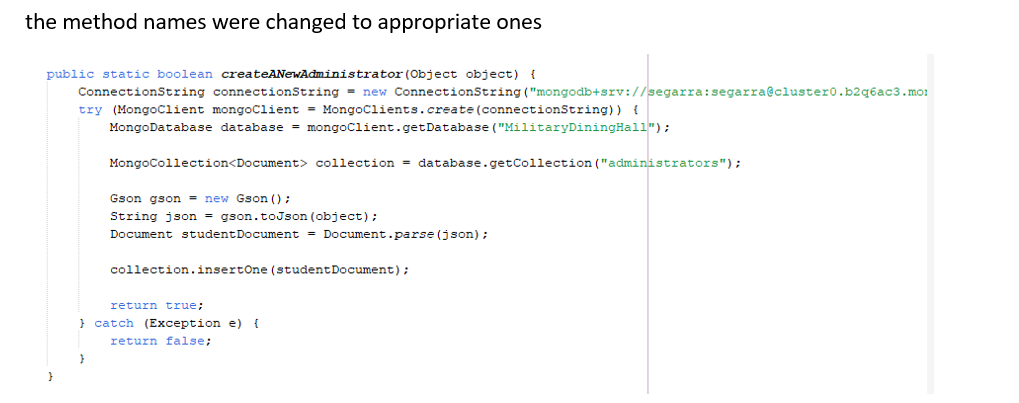 the method names were changed to appropriate ones
public static boolean createANewAdministrator(Object object) {
ConnectionString connectionString = new ConnectionString("mongodb+srv://segarra:segarra@cluster0.b2q6ac3.mo
try (MongoClient mongoClient = MongoClients.create(connectionString)) {
MongoDatabase database = mongoClient.getDatabase("MilitaryDiningHall");
MongoCollection<Document> collection = database.getCollection("administrators");
Gson gson = new Gson();
String json = gson.toJson(object);
Document studentDocument = Document.parse(json);
collection.insertOne(studentDocument);
return true;
} catch (Exception e) {
return false;
}
}